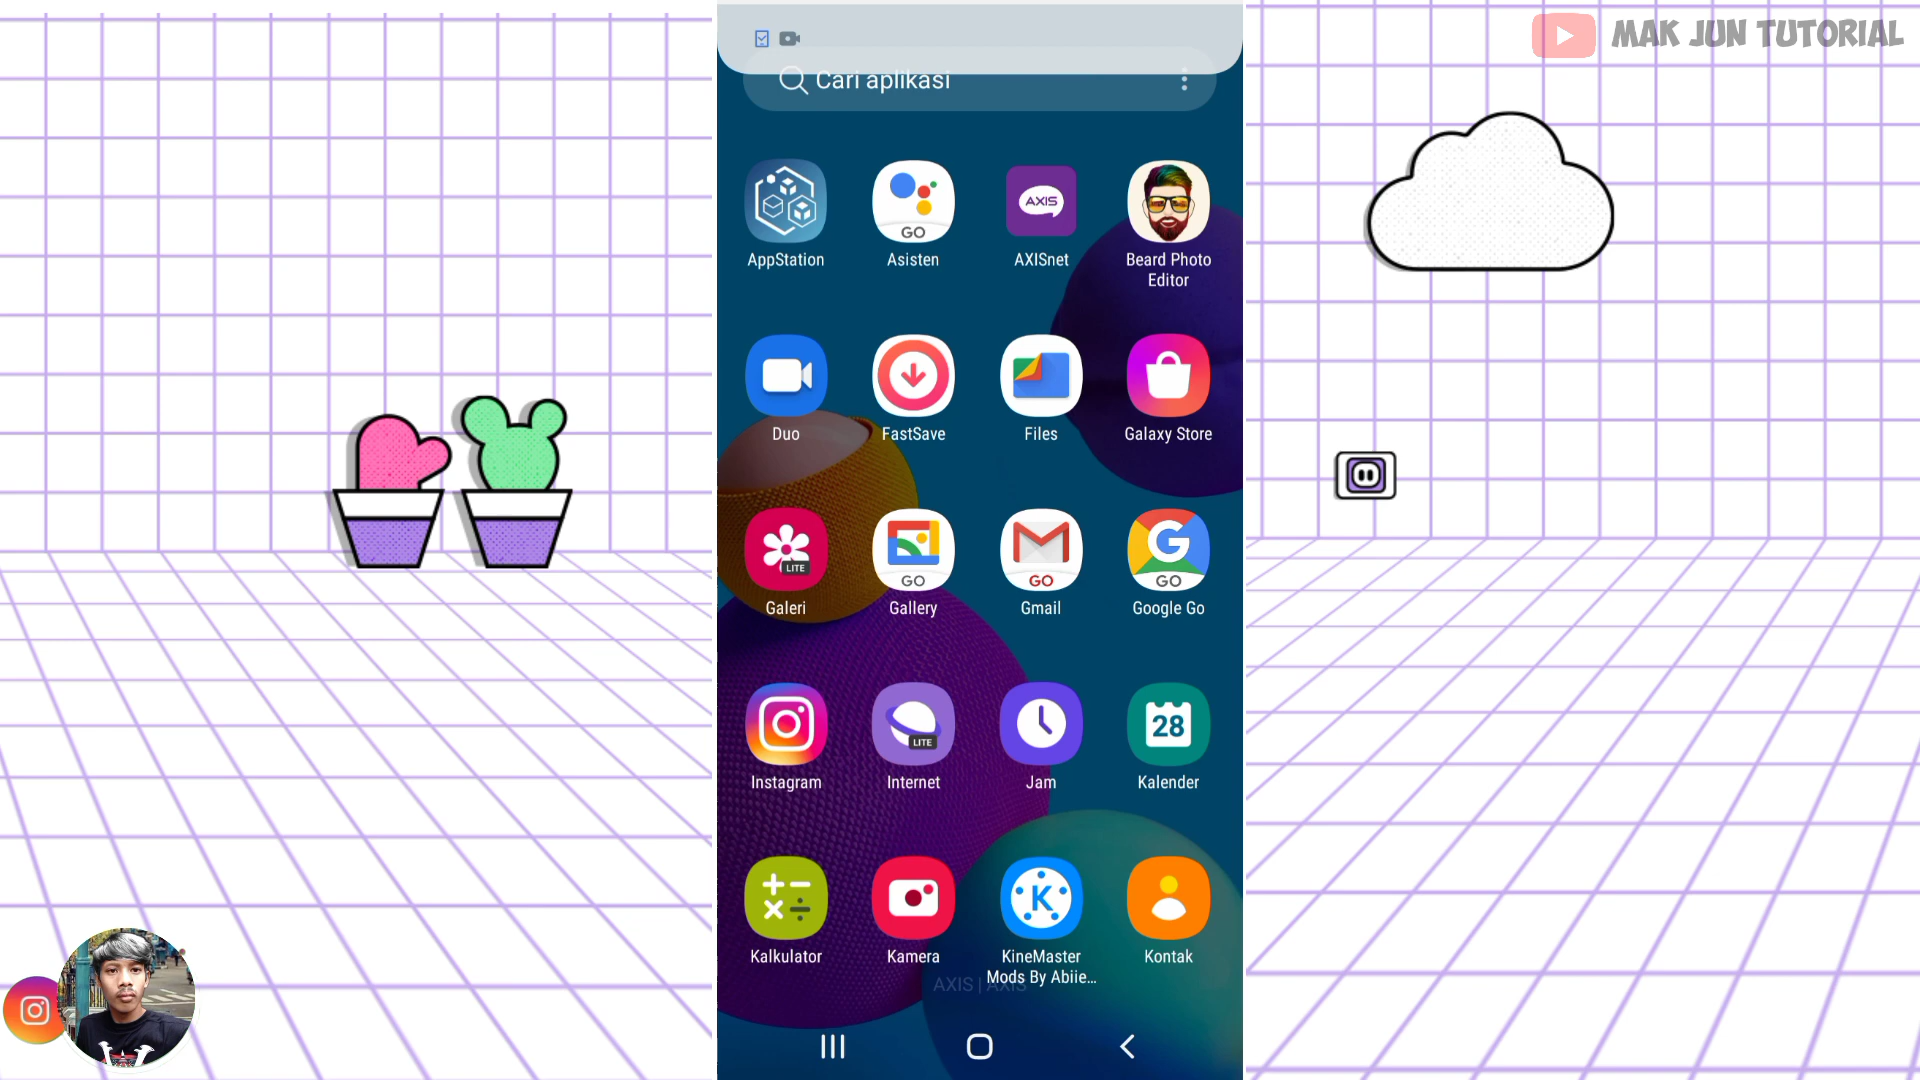 MAK JUN TUTORIAL
Cari aplikasi
AppStation
GO
Asisten
AXIS
AXISnet
Beard Photo
Editor
Duo
FastSave
Files
Galaxy Store
LITE
Galeri
GO
Gallery
GO
Gmail
G
GO
Google Go
Instagram
LITE
Internet
Jam
28
Kalender
Kalkulator
Kamera
K
KineMaster
Mods By Abiie...
Kontak
AXIS | AXIS